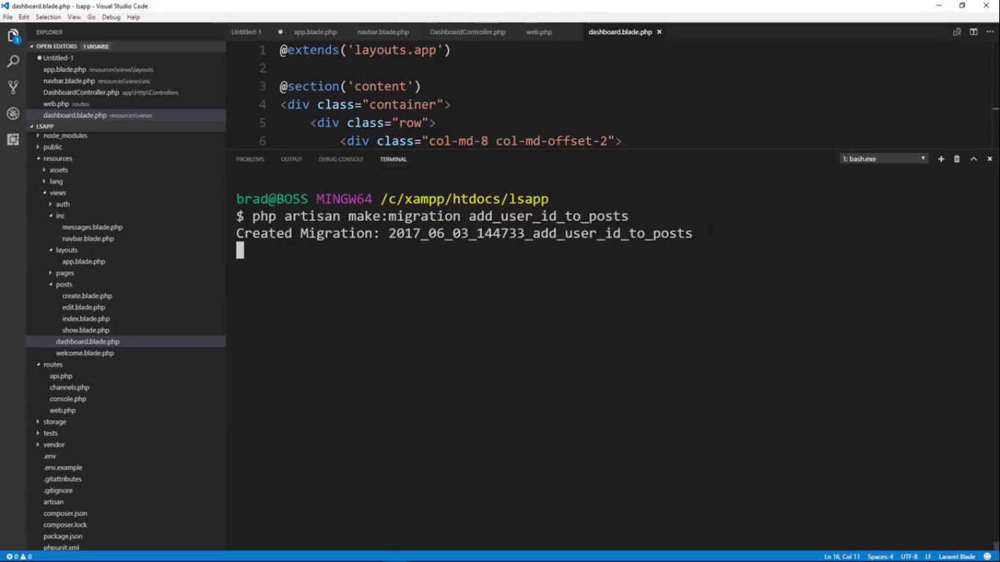 dashboard.blade.php - lsapp - Visual Studio Code
File Edit Selection View Go Debug Help
EXPLORER
OPEN EDITORS 1 UNSAVED
Untitled-1
app.blade.php resources\views\layouts
navbar.blade.php resources\views\inc
DashboardController.php app\Http\Controllers
web.php routes
dashboard.blade.php resources\views
LSAPP
node_modules
public
resources
assets
lang
views
auth
inc
messages.blade.php
navbar.blade.php
layouts
app.blade.php
pages
posts
create.blade.php
edit.blade.php
index.blade.php
show.blade.php
dashboard.blade.php
welcome.blade.php
routes
api.php
channels.php
console.php
web.php
storage
tests
vendor
.env
.env.example
.gitattributes
.gitignore
artisan
composer.json
composer.lock
package.json
phpunit.xml
Untitled-1 app.blade.php navbar.blade.php DashboardController.php web.php dashboard.blade.php
1 @extends('layouts.app')
2
3 @section('content')
4 <div class="container">
5 <div class="row">
6 <div class="col-md-8 col-md-offset-2">
PROBLEMS OUTPUT DEBUG CONSOLE TERMINAL 1: bash.exe
brad@BOSS MINGW64 /c/xampp/htdocs/lsapp
$ php artisan make:migration add_user_id_to_posts
Created Migration: 2017_06_03_144733_add_user_id_to_posts
0 0 Ln 16, Col 11 Spaces: 4 UTF-8 LF Laravel Blade